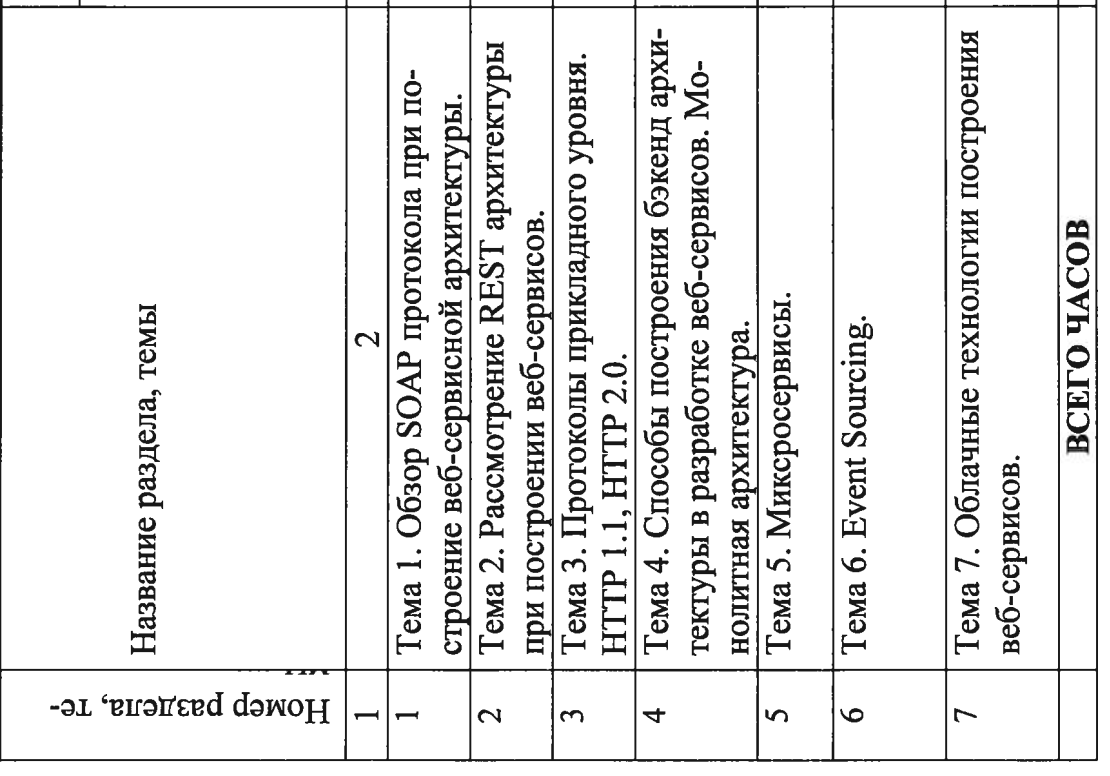 Номер раздела, те-
Название раздела, темы
1
2
1
Тема 1. Обзор SOAP протокола при по-
строение веб-сервисной архитектуры.
2
Тема 2. Рассмотрение REST архитектуры
при построении веб-сервисов.
3
Тема 3. Протоколы прикладного уровня.
HTTP 1.1, HTTP 2.0.
4
Тема 4. Способы построения бэкенд архи-
тектуры в разработке веб-сервисов. Мо-
нолитная архитектура.
5
Тема 5. Миксросервисы.
6
Тема 6. Event Sourcing.
7
Тема 7. Облачные технологии построения
веб-сервисов.
ВСЕГО ЧАСОВ